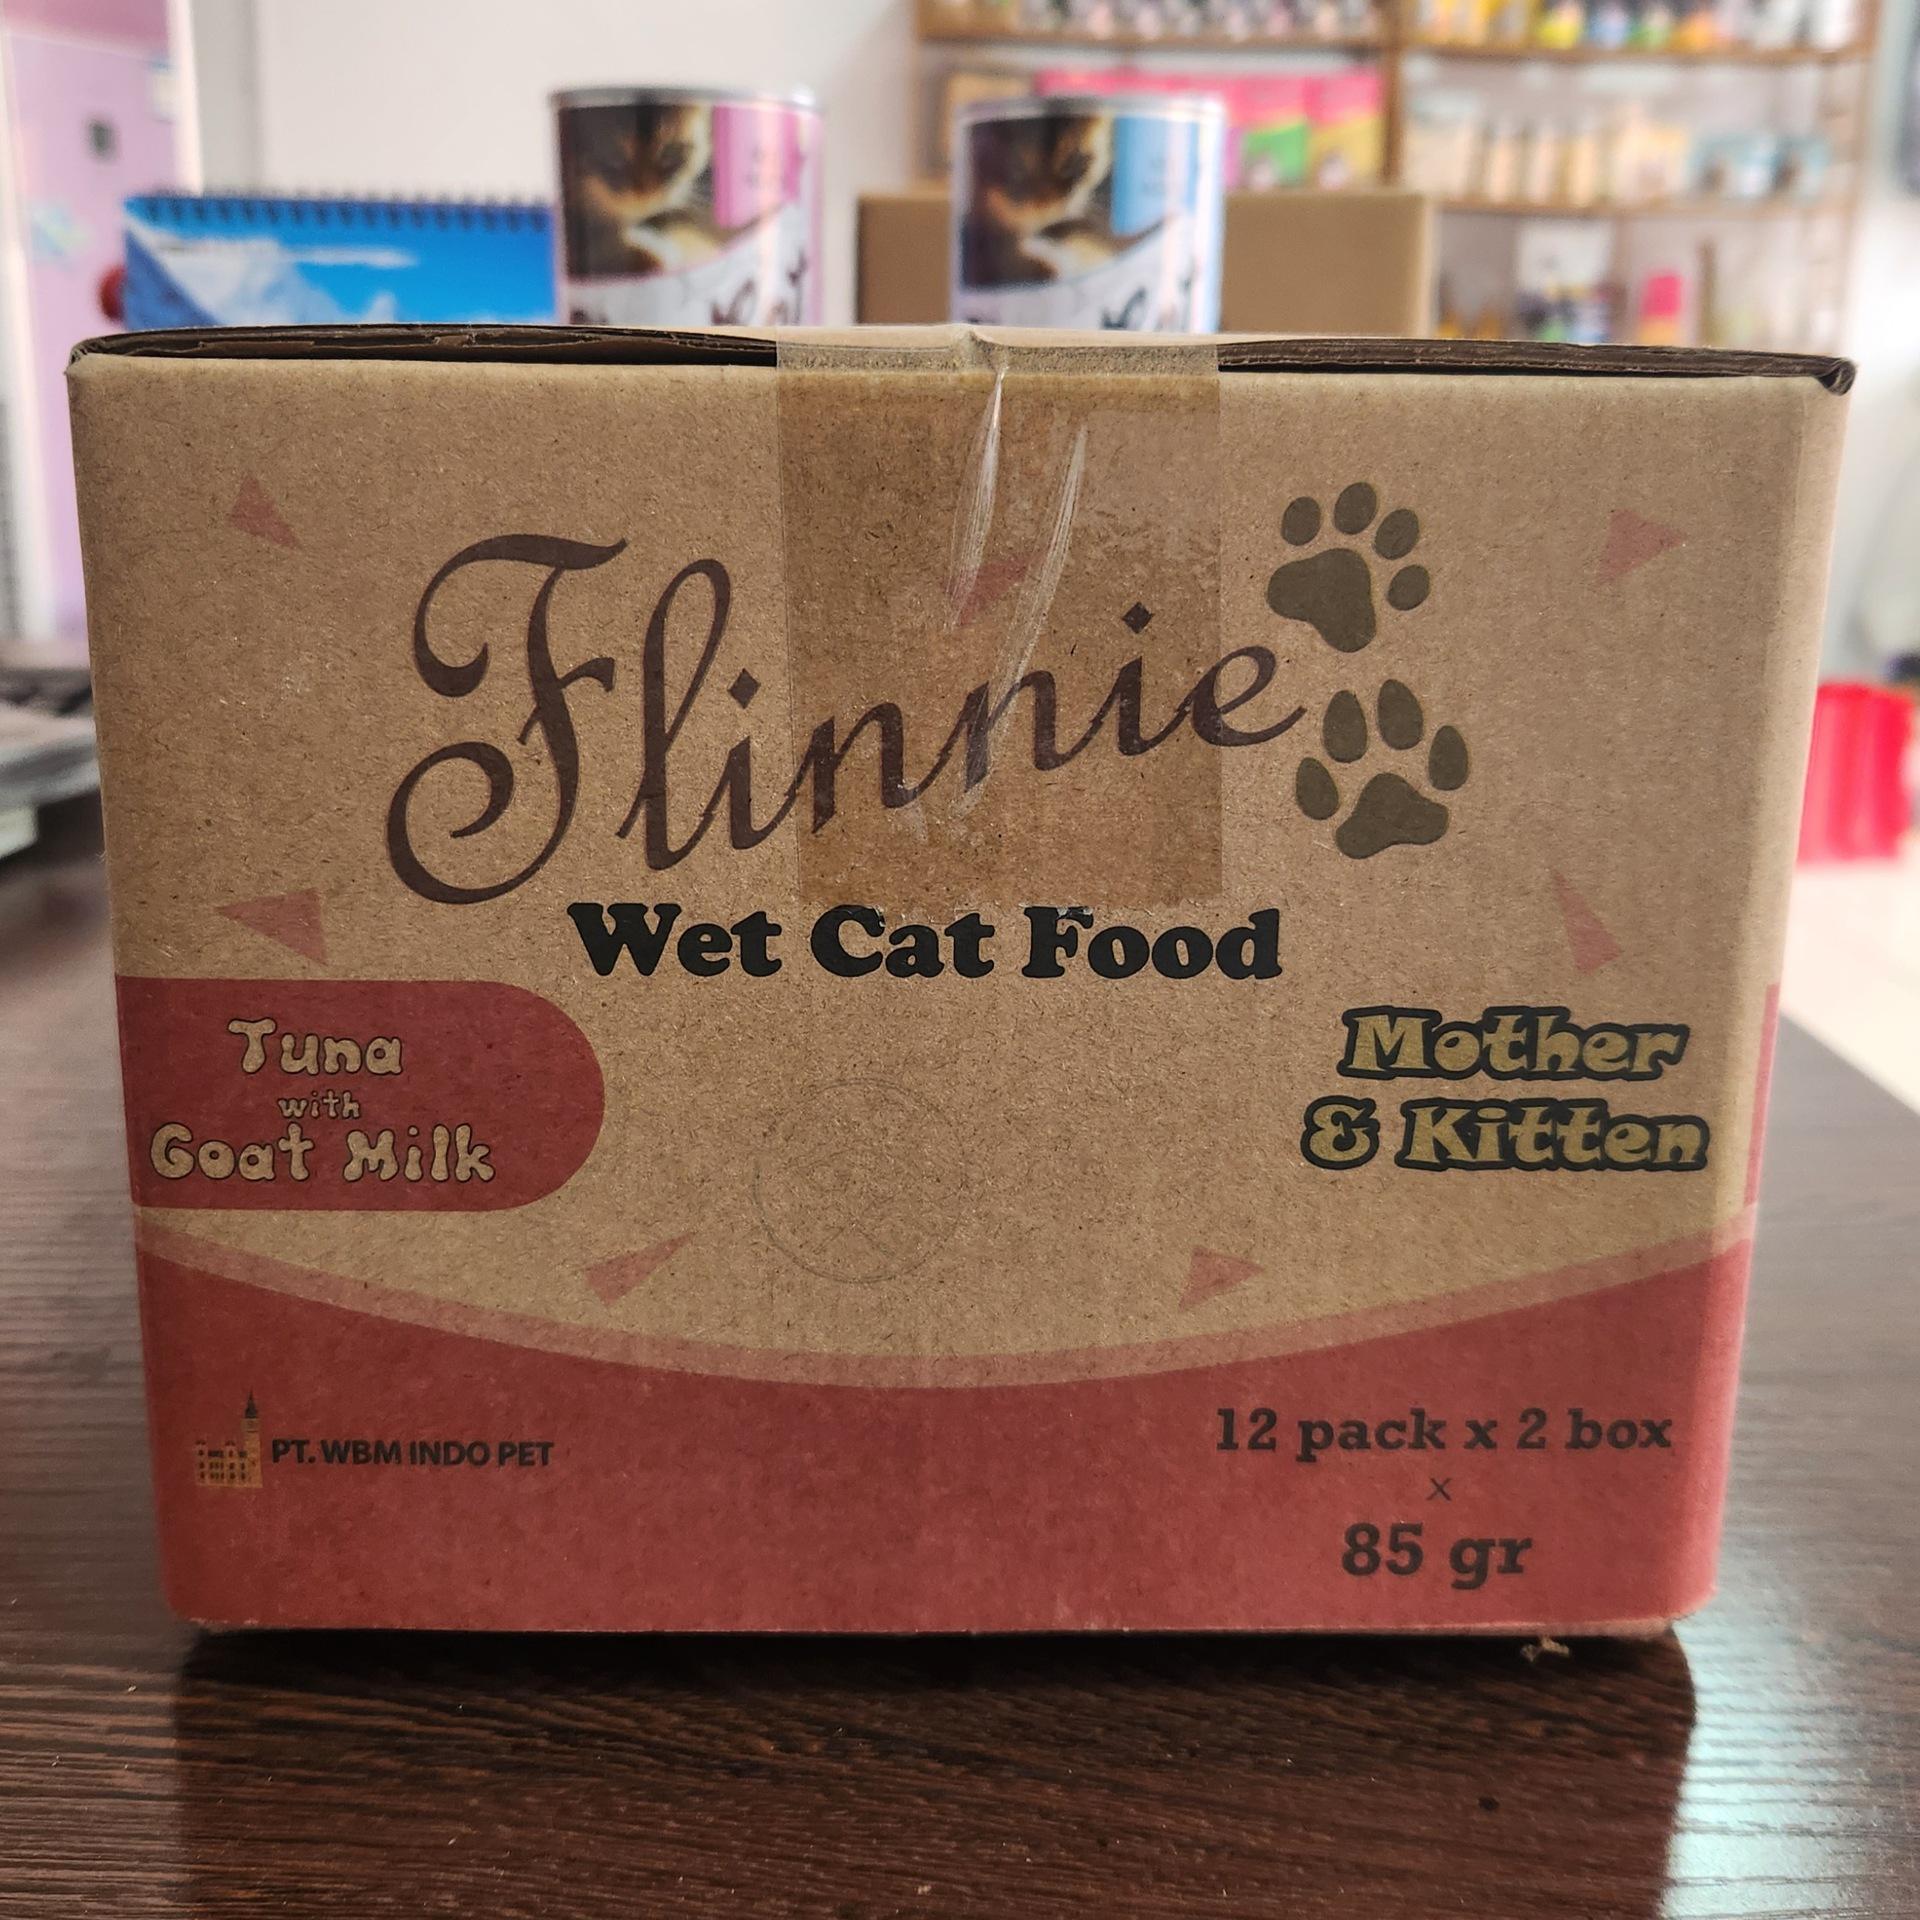 Flinnie
Wet Cat Food
Tuna
with
Goat Milk
Mother
& Kitten
PT. WBM INDO PET
12 pack x 2 box
x
85 gr